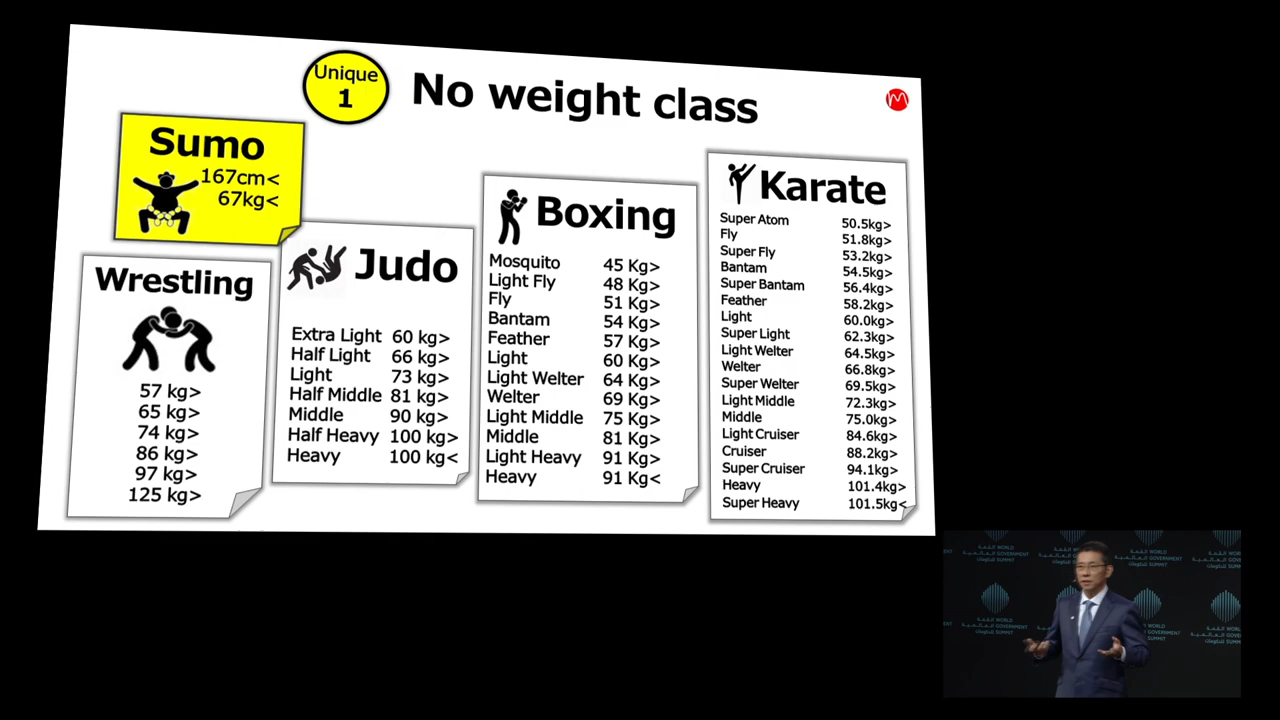 Unique
1
No weight class
Sumo
167cm<
67kg<
Wrestling
57 kg>
65 kg>
74 kg>
86 kg>
97 kg>
125 kg>
Judo
Extra Light 60 kg>
Half Light 66 kg>
Light 73 kg>
Half Middle 81 kg>
Middle 90 kg>
Half Heavy 100 kg>
Heavy 100 kg<
Boxing
Mosquito 45 Kg>
Light Fly 48 Kg>
Fly 51 Kg>
Bantam 54 Kg>
Feather 57 Kg>
Light 60 Kg>
Light Welter 64 Kg>
Welter 69 Kg>
Light Middle 75 Kg>
Middle 81 Kg>
Light Heavy 91 Kg>
Heavy 91 Kg<
Karate
Super Atom 50.5kg>
Fly 51.8kg>
Super Fly 53.2kg>
Bantam 54.5kg>
Super Bantam 56.4kg>
Feather 58.2kg>
Light 60.0kg>
Super Light 62.3kg>
Light Welter 64.5kg>
Welter 66.8kg>
Super Welter 69.5kg>
Light Middle 72.3kg>
Middle 75.0kg>
Light Cruiser 84.6kg>
Cruiser 88.2kg>
Super Cruiser 94.1kg>
Heavy 101.4kg>
Super Heavy 101.5kg<
WORLD
GOVERNMENT
SUMMIT
القمة
العالمية
للحكومات